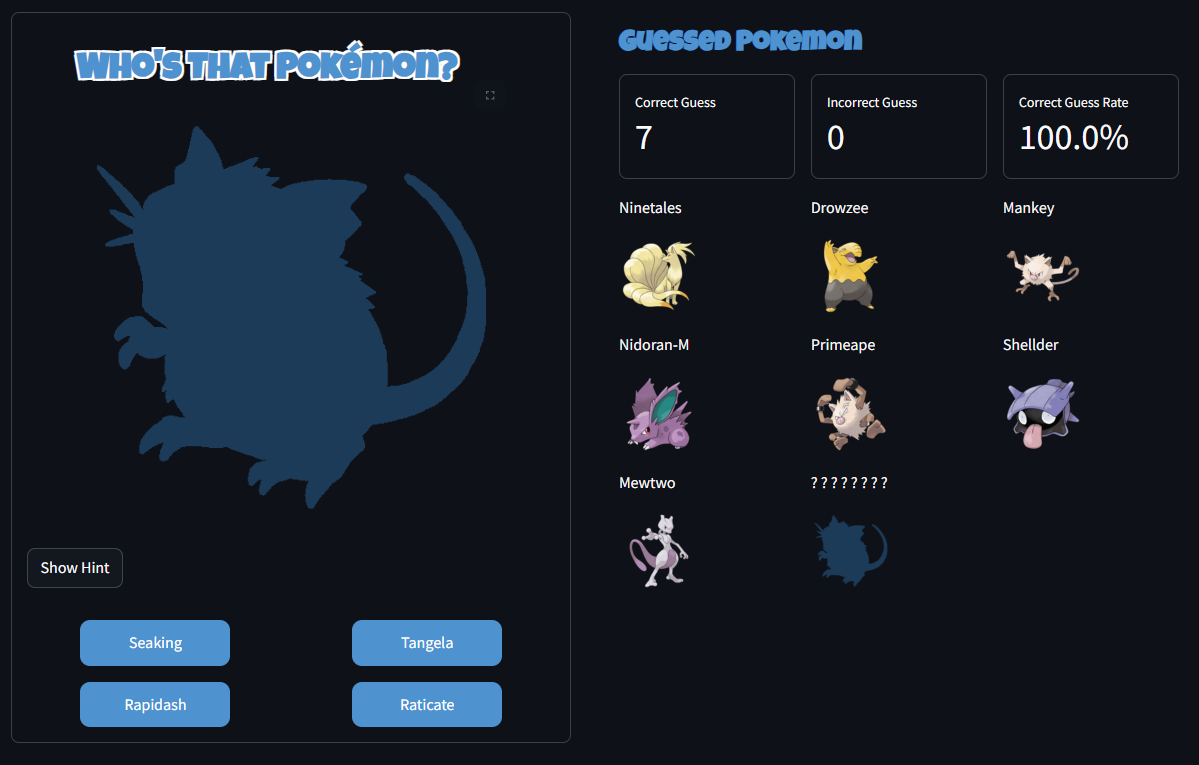 Who's That Pokémon?
Show Hint
Seaking
Tangela
Rapidash
Raticate
Guessed Pokemon
Correct Guess
7
Incorrect Guess
0
Correct Guess Rate
100.0%
Ninetales
Drowzee
Mankey
Nidoran-M
Primeape
Shellder
Mewtwo
? ? ? ? ? ? ? ?